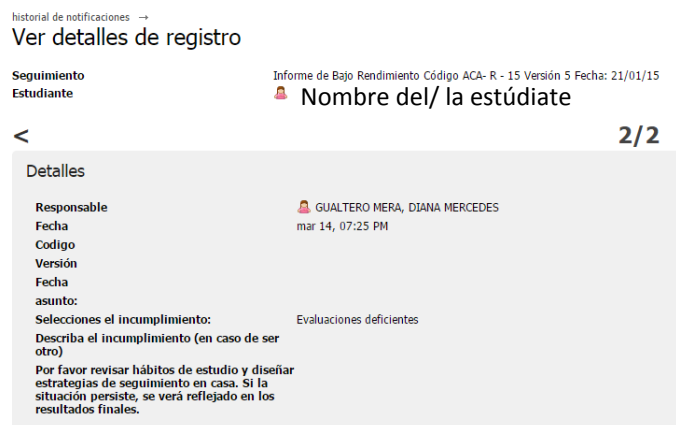 historial de notificaciones →
Ver detalles de registro
Seguimiento Informe de Bajo Rendimiento Código ACA- R - 15 Versión 5 Fecha: 21/01/15
Estudiante Nombre del/ la estúdiate
< 2/2
Detalles
Responsable GUALTERO MERA, DIANA MERCEDES
Fecha mar 14, 07:25 PM
Codigo
Versión
Fecha
asunto:
Selecciones el incumplimiento: Evaluaciones deficientes
Describa el incumplimiento (en caso de ser
otro)
Por favor revisar hábitos de estudio y diseñar
estrategias de seguimiento en casa. Si la
situación persiste, se verá reflejado en los
resultados finales.